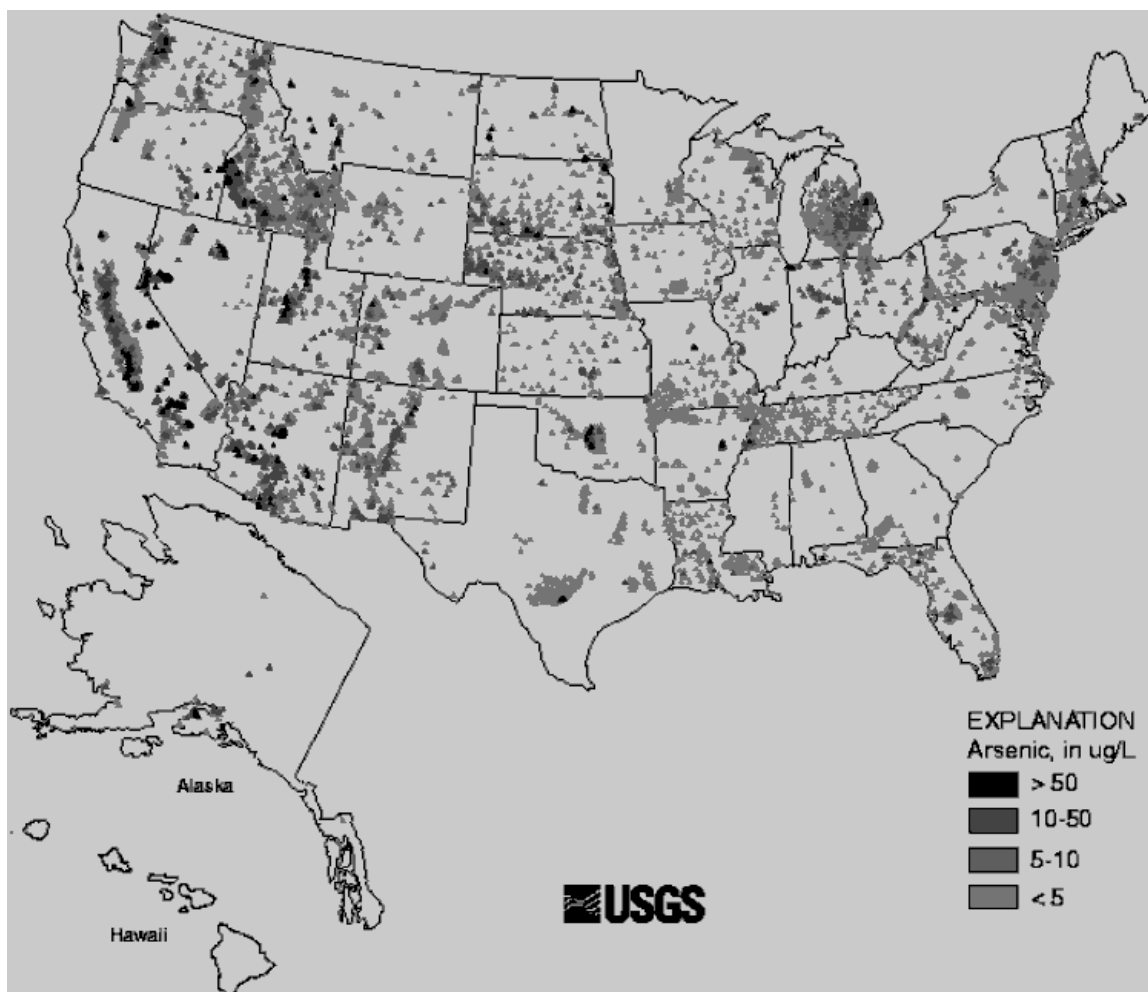 EXPLANATION
Arsenic, in ug/L
> 50
10-50
5-10
< 5
Alaska
USGS
Hawaii